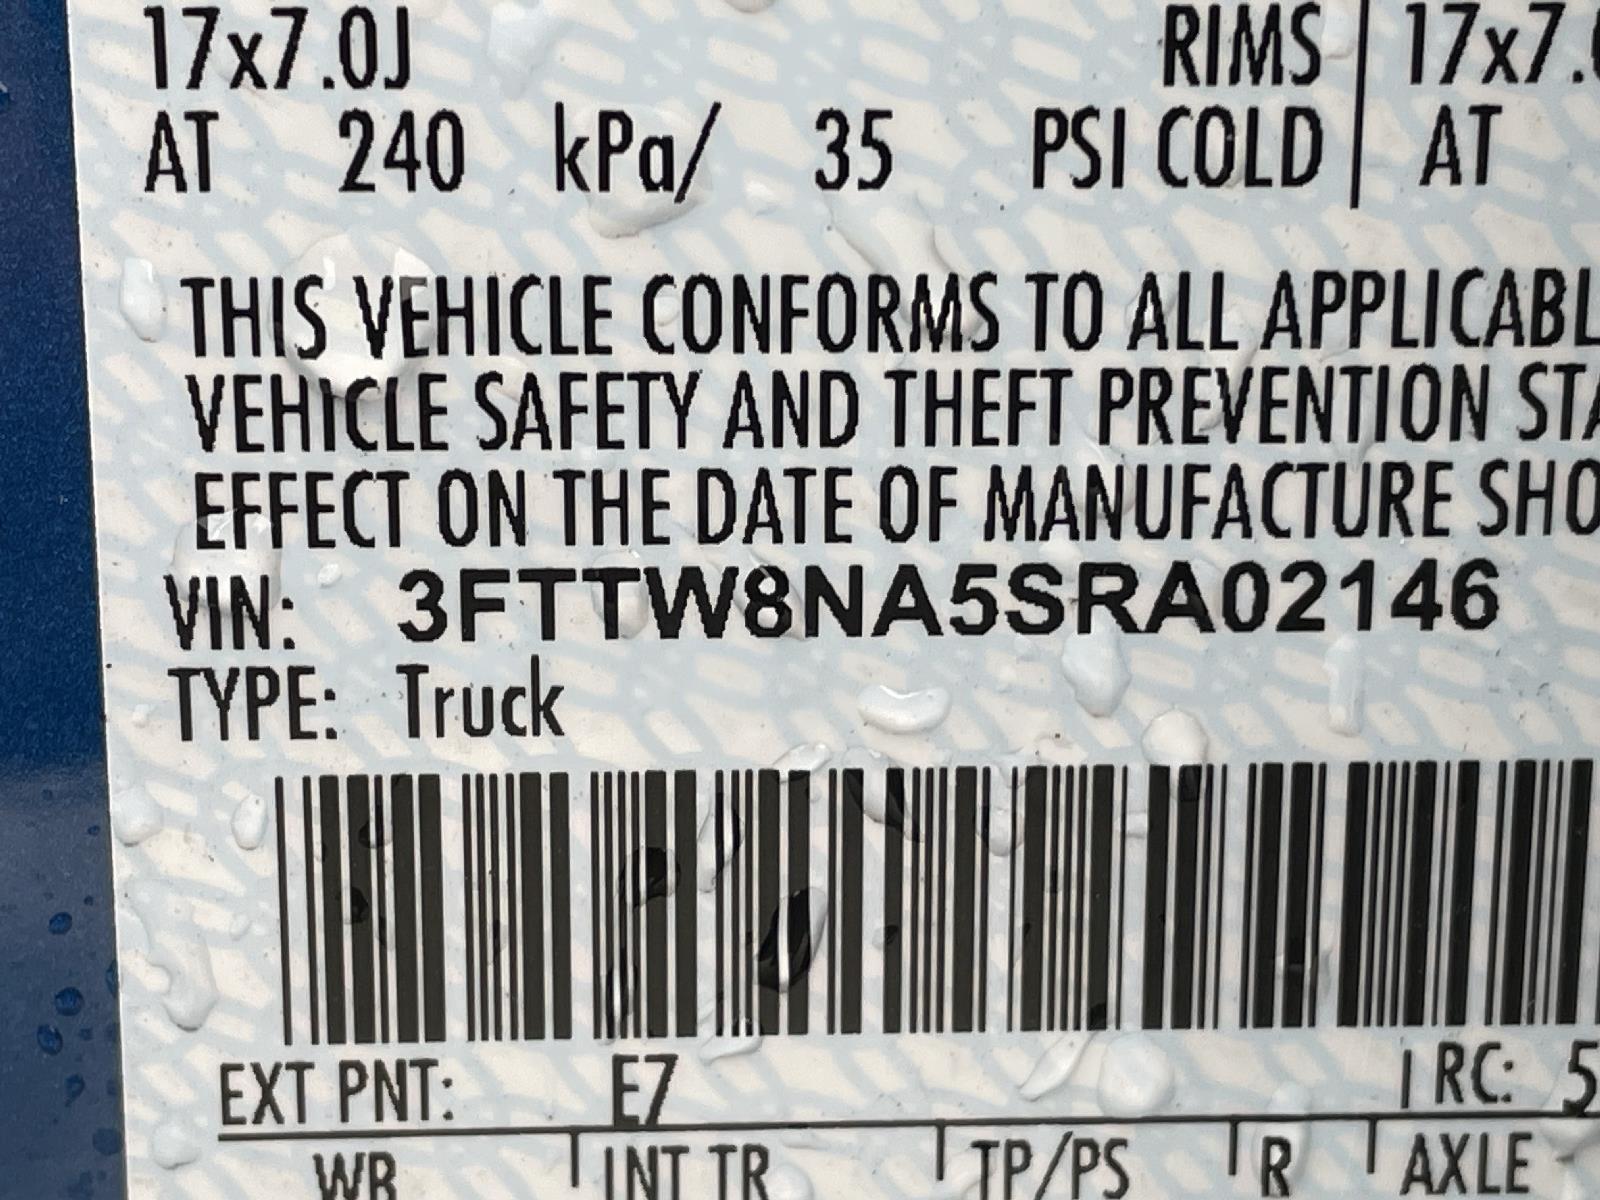 17x7.0J RIMS 17x7.
AT 240 kPa/ 35 PSI COLD AT
THIS VEHICLE CONFORMS TO ALL APPLICABL
VEHICLE SAFETY AND THEFT PREVENTION STA
EFFECT ON THE DATE OF MANUFACTURE SHO
VIN: 3FTTW8NA5SRA02146
TYPE: Truck
EXT PNT: E7 RC: 5
WB INT TR TP/PS R AXLE